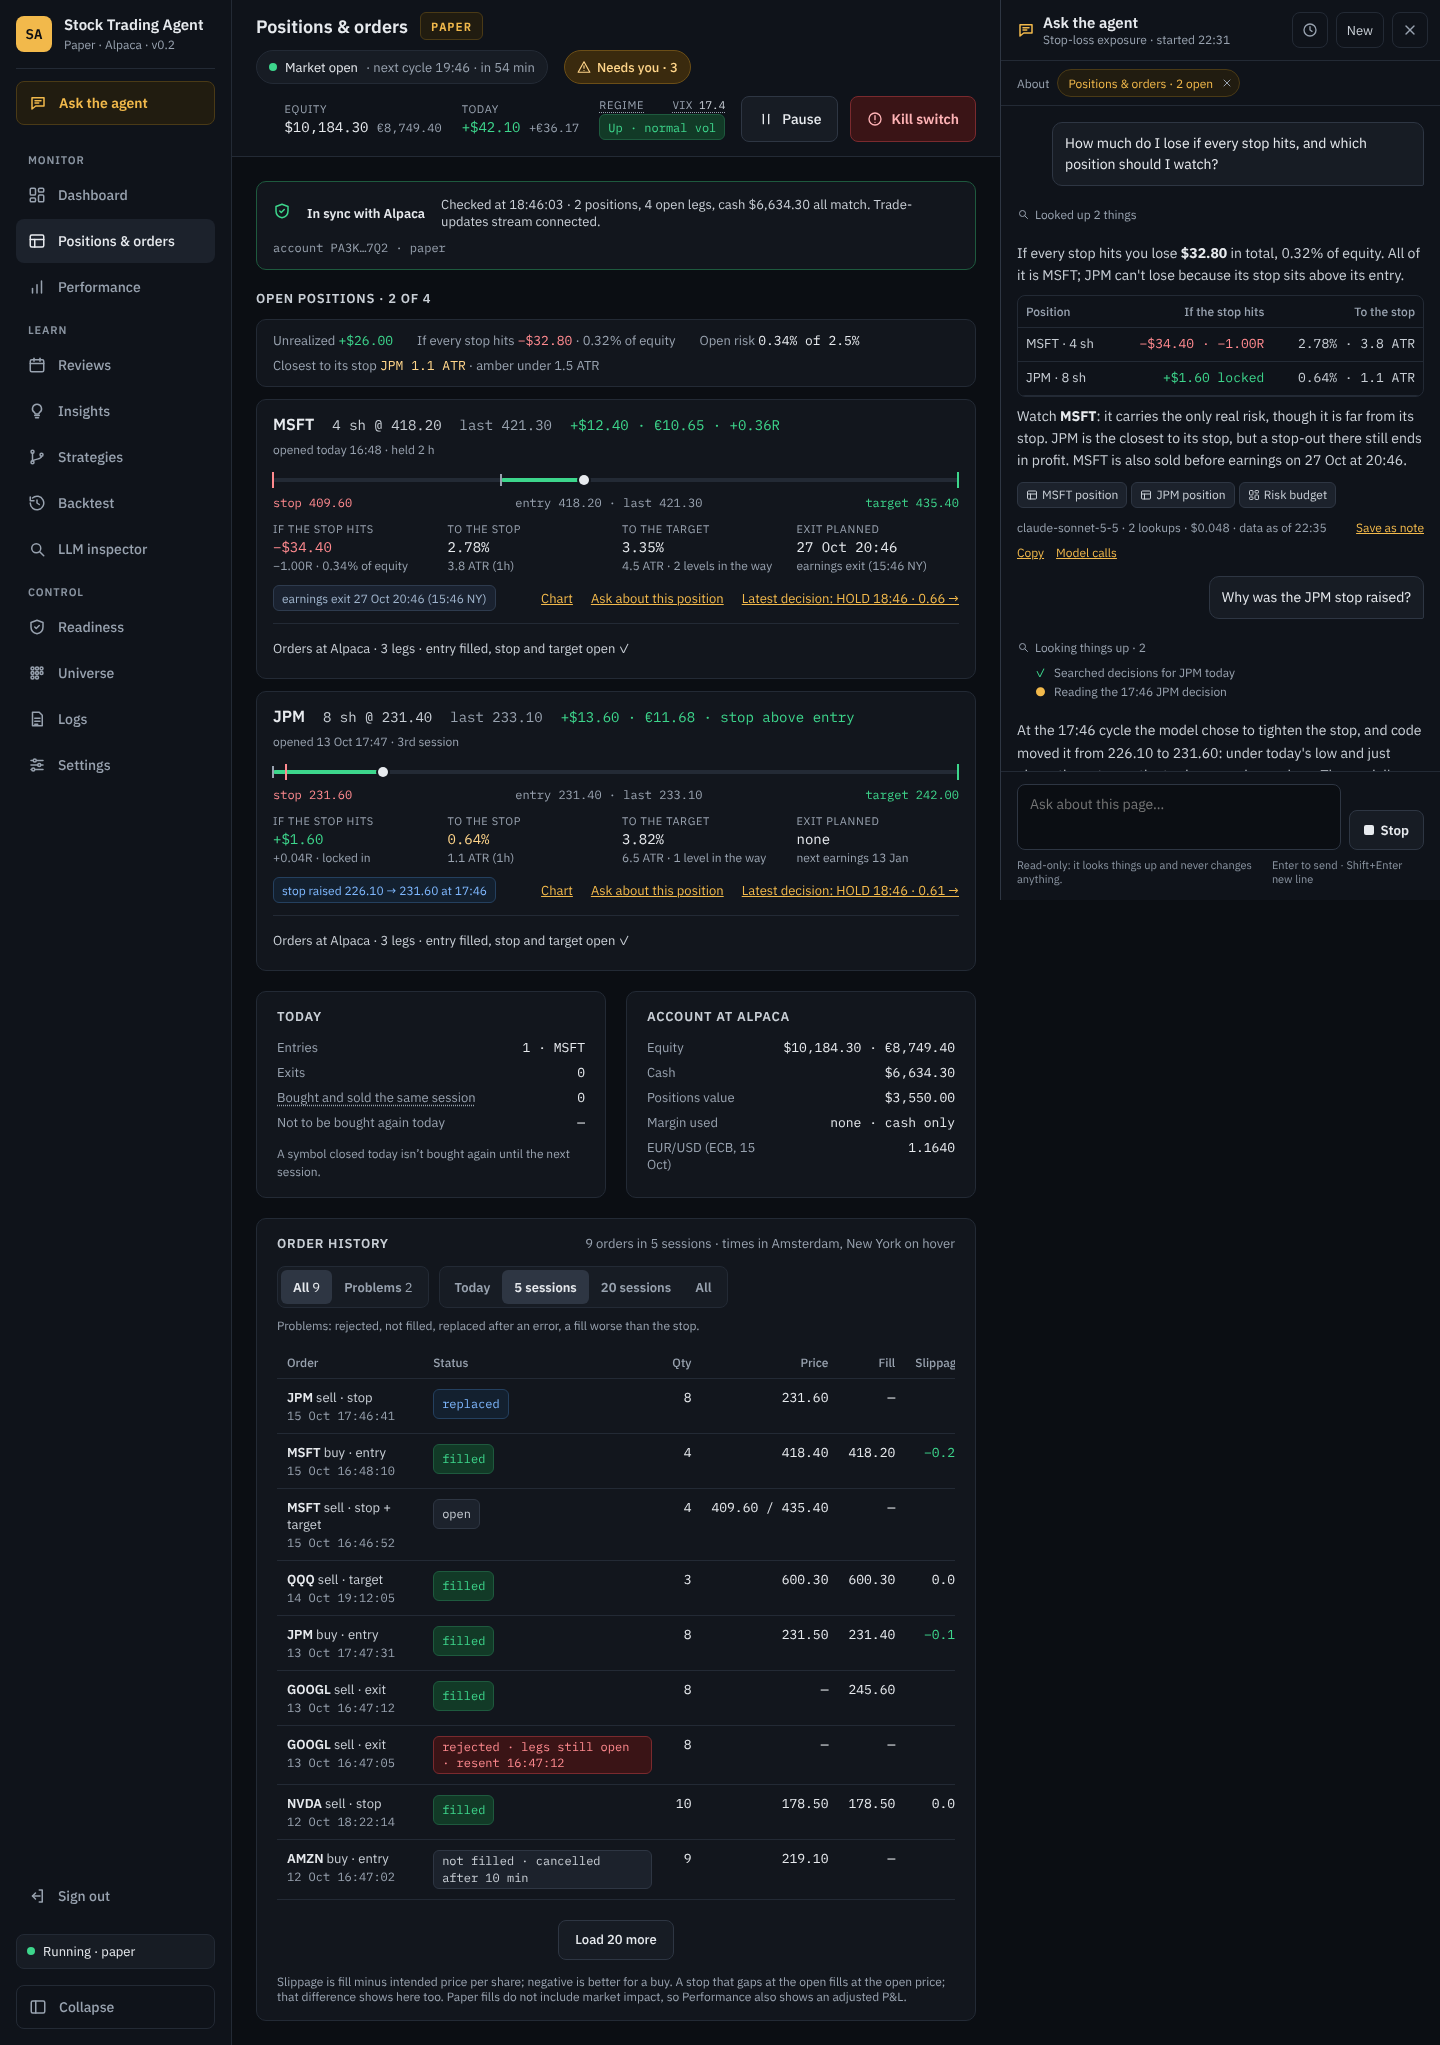 SA
Stock Trading Agent
Paper · Alpaca · v0.2
Ask the agent
MONITOR
Dashboard
Positions & orders
Performance
LEARN
Reviews
Insights
Strategies
Backtest
LLM inspector
CONTROL
Readiness
Universe
Logs
Settings
Sign out
Running · paper
Collapse
Positions & orders
PAPER
Market open · next cycle 19:46 · in 54 min
Needs you · 3
EQUITY
$10,184.30 €8,749.40
TODAY
+$42.10 +€36.17
REGIME VIX 17.4
Up · normal vol
Pause
Kill switch
In sync with Alpaca
Checked at 18:46:03 · 2 positions, 4 open legs, cash $6,634.30 all match. Trade-
updates stream connected.
account PA3K…7Q2 · paper
OPEN POSITIONS · 2 OF 4
Unrealized +$26.00 If every stop hits −$32.80 · 0.32% of equity Open risk 0.34% of 2.5%
Closest to its stop JPM 1.1 ATR · amber under 1.5 ATR
MSFT 4 sh @ 418.20 last 421.30 +$12.40 · €10.65 · +0.36R
opened today 16:48 · held 2 h
stop 409.60 entry 418.20 · last 421.30 target 435.40
IF THE STOP HITS TO THE STOP TO THE TARGET EXIT PLANNED
−$34.40 2.78% 3.35% 27 Oct 20:46
−1.00R · 0.34% of equity 3.8 ATR (1h) 4.5 ATR · 2 levels in the way earnings exit (15:46 NY)
earnings exit 27 Oct 20:46 (15:46 NY) Chart Ask about this position Latest decision: HOLD 18:46 · 0.66 →
Orders at Alpaca · 3 legs · entry filled, stop and target open ✓
JPM 8 sh @ 231.40 last 233.10 +$13.60 · €11.68 · stop above entry
opened 13 Oct 17:47 · 3rd session
stop 231.60 entry 231.40 · last 233.10 target 242.00
IF THE STOP HITS TO THE STOP TO THE TARGET EXIT PLANNED
+$1.60 0.64% 3.82% none
+0.04R · locked in 1.1 ATR (1h) 6.5 ATR · 1 level in the way next earnings 13 Jan
stop raised 226.10 → 231.60 at 17:46 Chart Ask about this position Latest decision: HOLD 18:46 · 0.61 →
Orders at Alpaca · 3 legs · entry filled, stop and target open ✓
TODAY
Entries 1 · MSFT
Exits 0
Bought and sold the same session 0
Not to be bought again today —
A symbol closed today isn’t bought again until the next
session.
ACCOUNT AT ALPACA
Equity $10,184.30 · €8,749.40
Cash $6,634.30
Positions value $3,550.00
Margin used none · cash only
EUR/USD (ECB, 15 1.1640
Oct)
ORDER HISTORY 9 orders in 5 sessions · times in Amsterdam, New York on hover
All 9 Problems 2 Today 5 sessions 20 sessions All
Problems: rejected, not filled, replaced after an error, a fill worse than the stop.
Order Status Qty Price Fill Slippag
JPM sell · stop replaced 8 231.60 —
15 Oct 17:46:41
MSFT buy · entry filled 4 418.40 418.20 −0.2
15 Oct 16:48:10
MSFT sell · stop + open 4 409.60 / 435.40 —
target
15 Oct 16:46:52
QQQ sell · target filled 3 600.30 600.30 0.0
14 Oct 19:12:05
JPM buy · entry filled 8 231.50 231.40 −0.1
13 Oct 17:47:31
GOOGL sell · exit filled 8 — 245.60
13 Oct 16:47:12
GOOGL sell · exit rejected · legs still open 8 — —
13 Oct 16:47:05 · resent 16:47:12
NVDA sell · stop filled 10 178.50 178.50 0.0
12 Oct 18:22:14
AMZN buy · entry not filled · cancelled 9 219.10 —
12 Oct 16:47:02 after 10 min
Load 20 more
Slippage is fill minus intended price per share; negative is better for a buy. A stop that gaps at the open fills at the open price;
that difference shows here too. Paper fills do not include market impact, so Performance also shows an adjusted P&L.
Ask the agent
Stop-loss exposure · started 22:31
New
About Positions & orders · 2 open ×
How much do I lose if every stop hits, and which
position should I watch?
Looked up 2 things
If every stop hits you lose $32.80 in total, 0.32% of equity. All of
it is MSFT; JPM can't lose because its stop sits above its entry.
Position If the stop hits To the stop
MSFT · 4 sh −$34.40 · −1.00R 2.78% · 3.8 ATR
JPM · 8 sh +$1.60 locked 0.64% · 1.1 ATR
Watch MSFT: it carries the only real risk, though it is far from its
stop. JPM is the closest to its stop, but a stop-out there still ends
in profit. MSFT is also sold before earnings on 27 Oct at 20:46.
MSFT position JPM position Risk budget
claude-sonnet-5-5 · 2 lookups · $0.048 · data as of 22:35 Save as note
Copy Model calls
Why was the JPM stop raised?
Looking things up · 2
✓ Searched decisions for JPM today
Reading the 17:46 JPM decision
At the 17:46 cycle the model chose to tighten the stop, and code
moved it from 226.10 to 231.60: under today's low and just
Ask about this page…
Stop
Read-only: it looks things up and never changes
anything.
Enter to send · Shift+Enter
new line